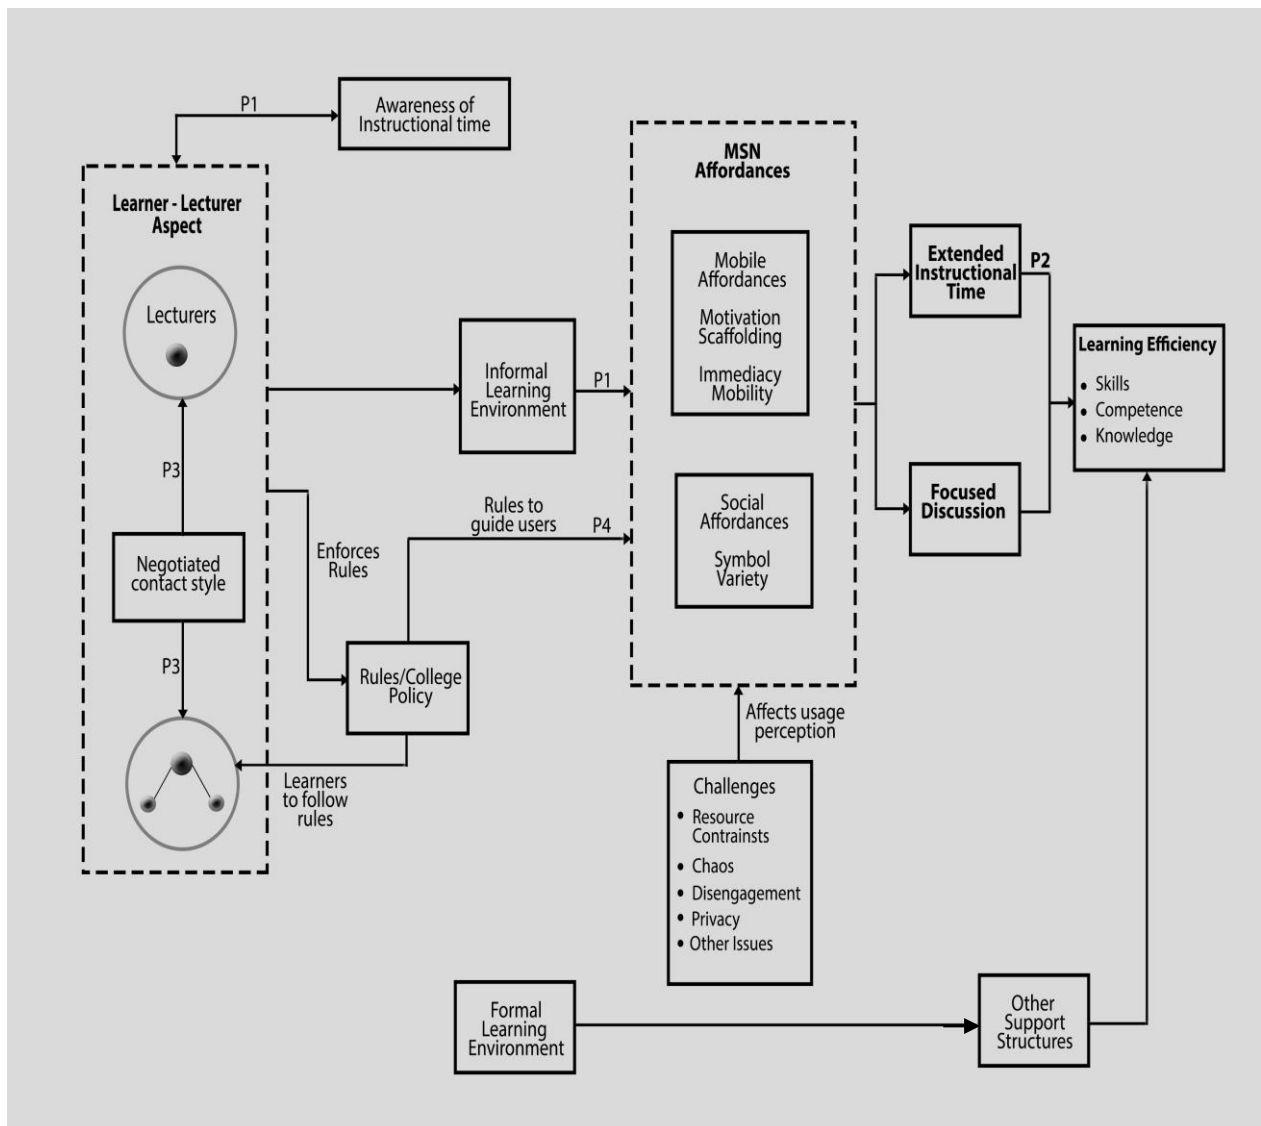 P1
Awareness of
Instructional time
Learner - Lecturer
Aspect
Lecturers
P3
Negotiated
contact style
P3
Enforces
Rules
Rules/College
Policy
Learners
to follow
rules
Informal
Learning
Environment
P1
Rules to
guide users
P4
MSN
Affordances
Mobile
Affordances
Motivation
Scaffolding
Immediacy
Mobility
Social
Affordances
Symbol
Variety
Affects usage
perception
Challenges
• Resource
Contrainsts
• Chaos
• Disengagement
• Privacy
• Other Issues
Extended
Instructional
Time
P2
Focused
Discussion
Learning Efficiency
• Skills
• Competence
• Knowledge
Formal
Learning
Environment
Other
Support
Structures